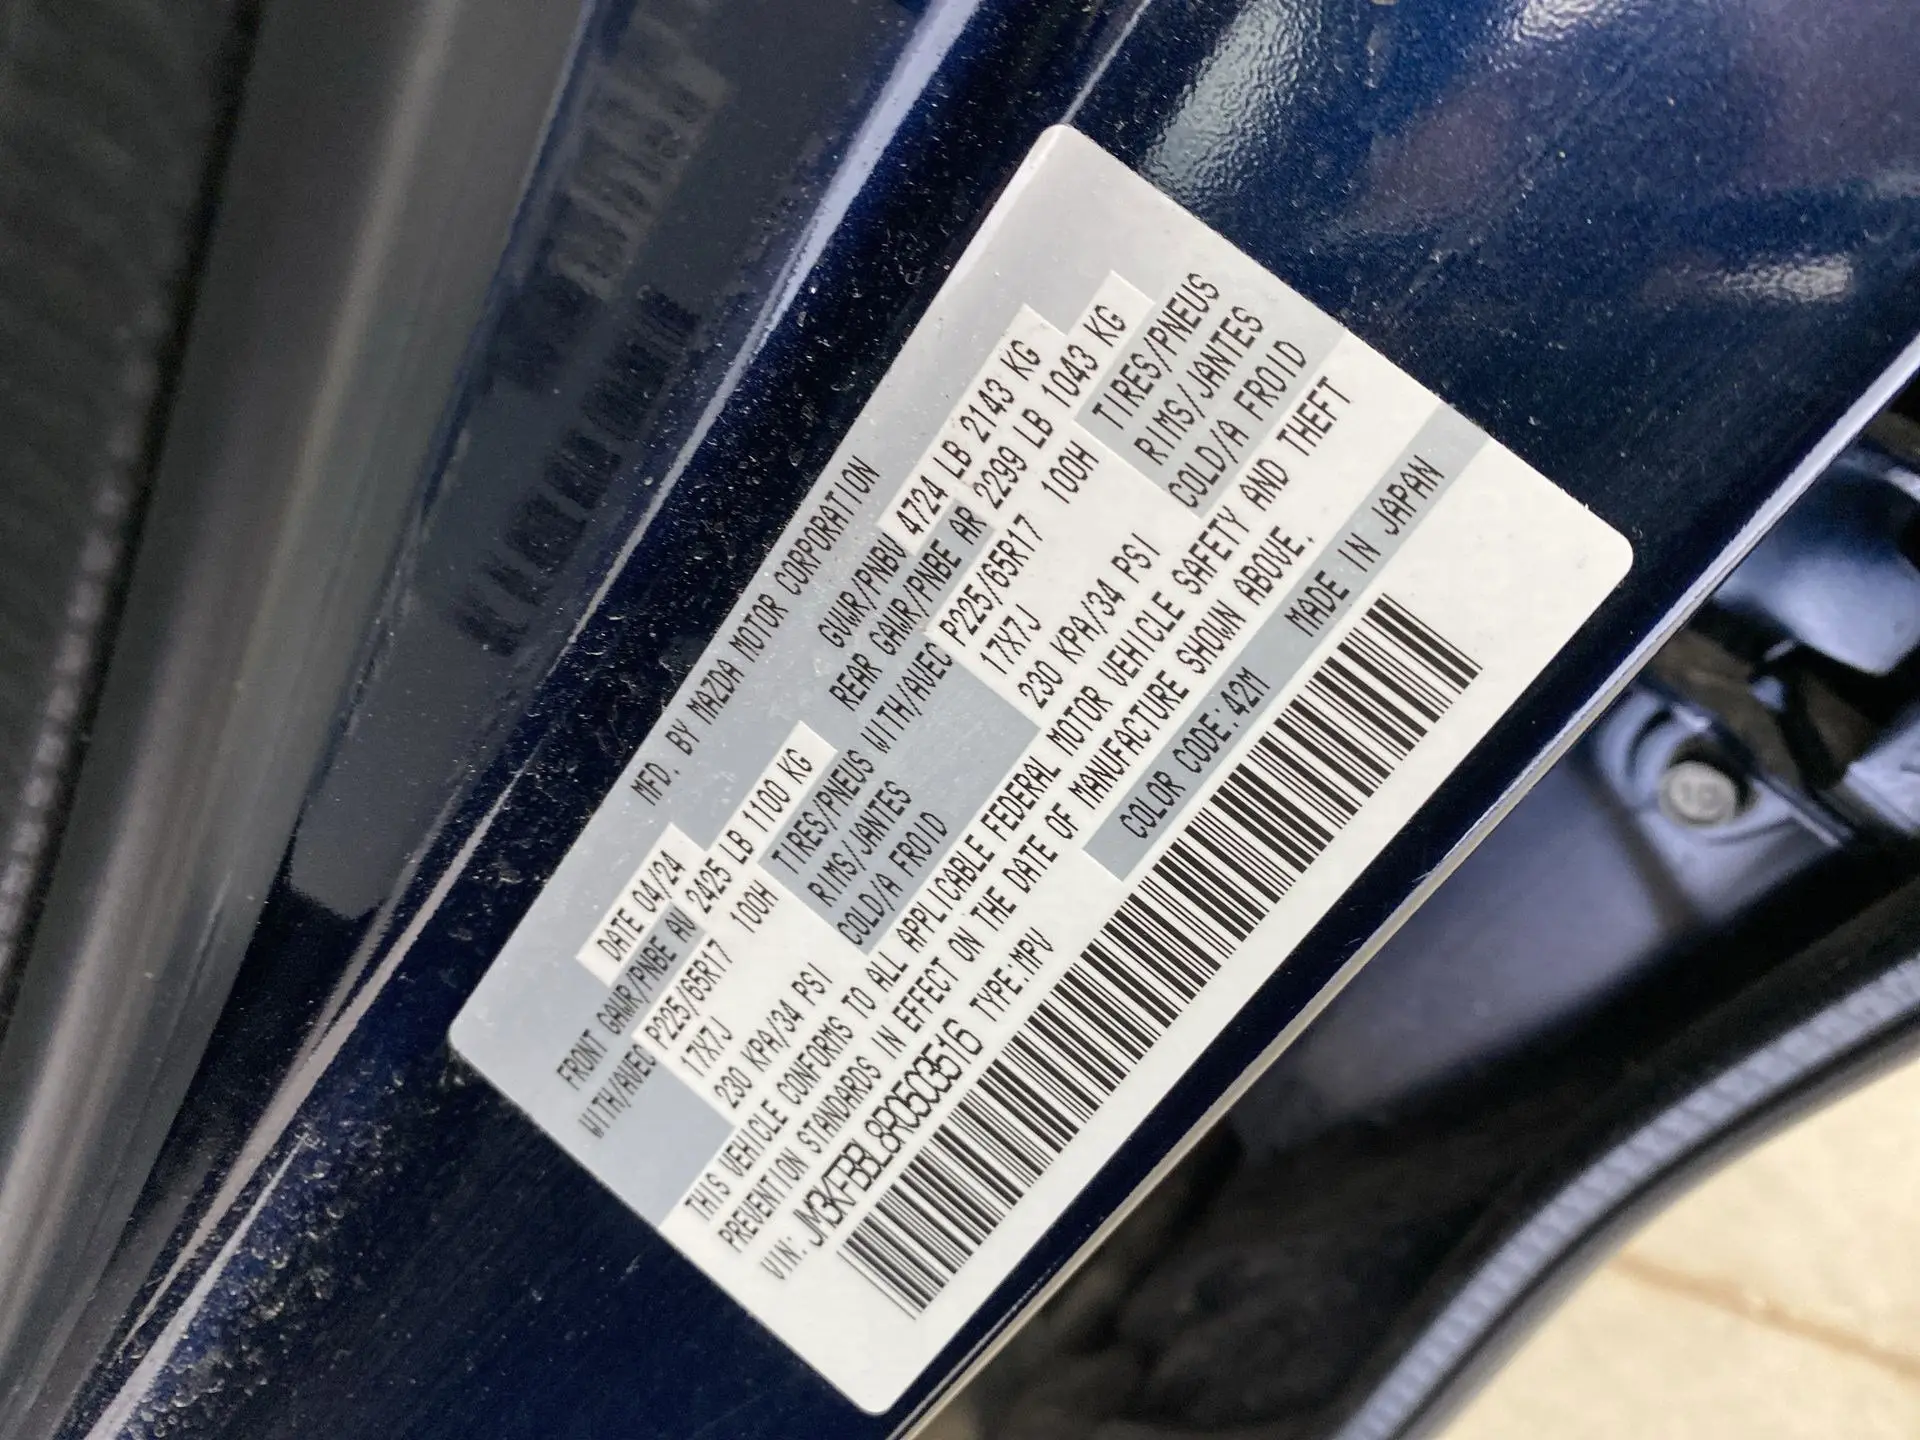 MFD. BY MAZDA MOTOR CORPORATION
DATE 04/24 GVWR/PNBV 4724 LB 2143 KG
FRONT GAWR/PNBE AV 2425 LB 1100 KG REAR GAWR/PNBE AR 2299 LB 1043 KG
WITH/AVEC P225/65R17 100H TIRES/PNEUS WITH/AVEC P225/65R17 100H TIRES/PNEUS
17X7J RIMS/JANTES 17X7J RIMS/JANTES
230 KPA/34 PSI COLD/A FROID 230 KPA/34 PSI COLD/A FROID
THIS VEHICLE CONFORMS TO ALL APPLICABLE FEDERAL MOTOR VEHICLE SAFETY AND THEFT
PREVENTION STANDARDS IN EFFECT ON THE DATE OF MANUFACTURE SHOWN ABOVE.
VIN: JM3KFBBL8R0503516 TYPE:MPV COLOR CODE:42M MADE IN JAPAN